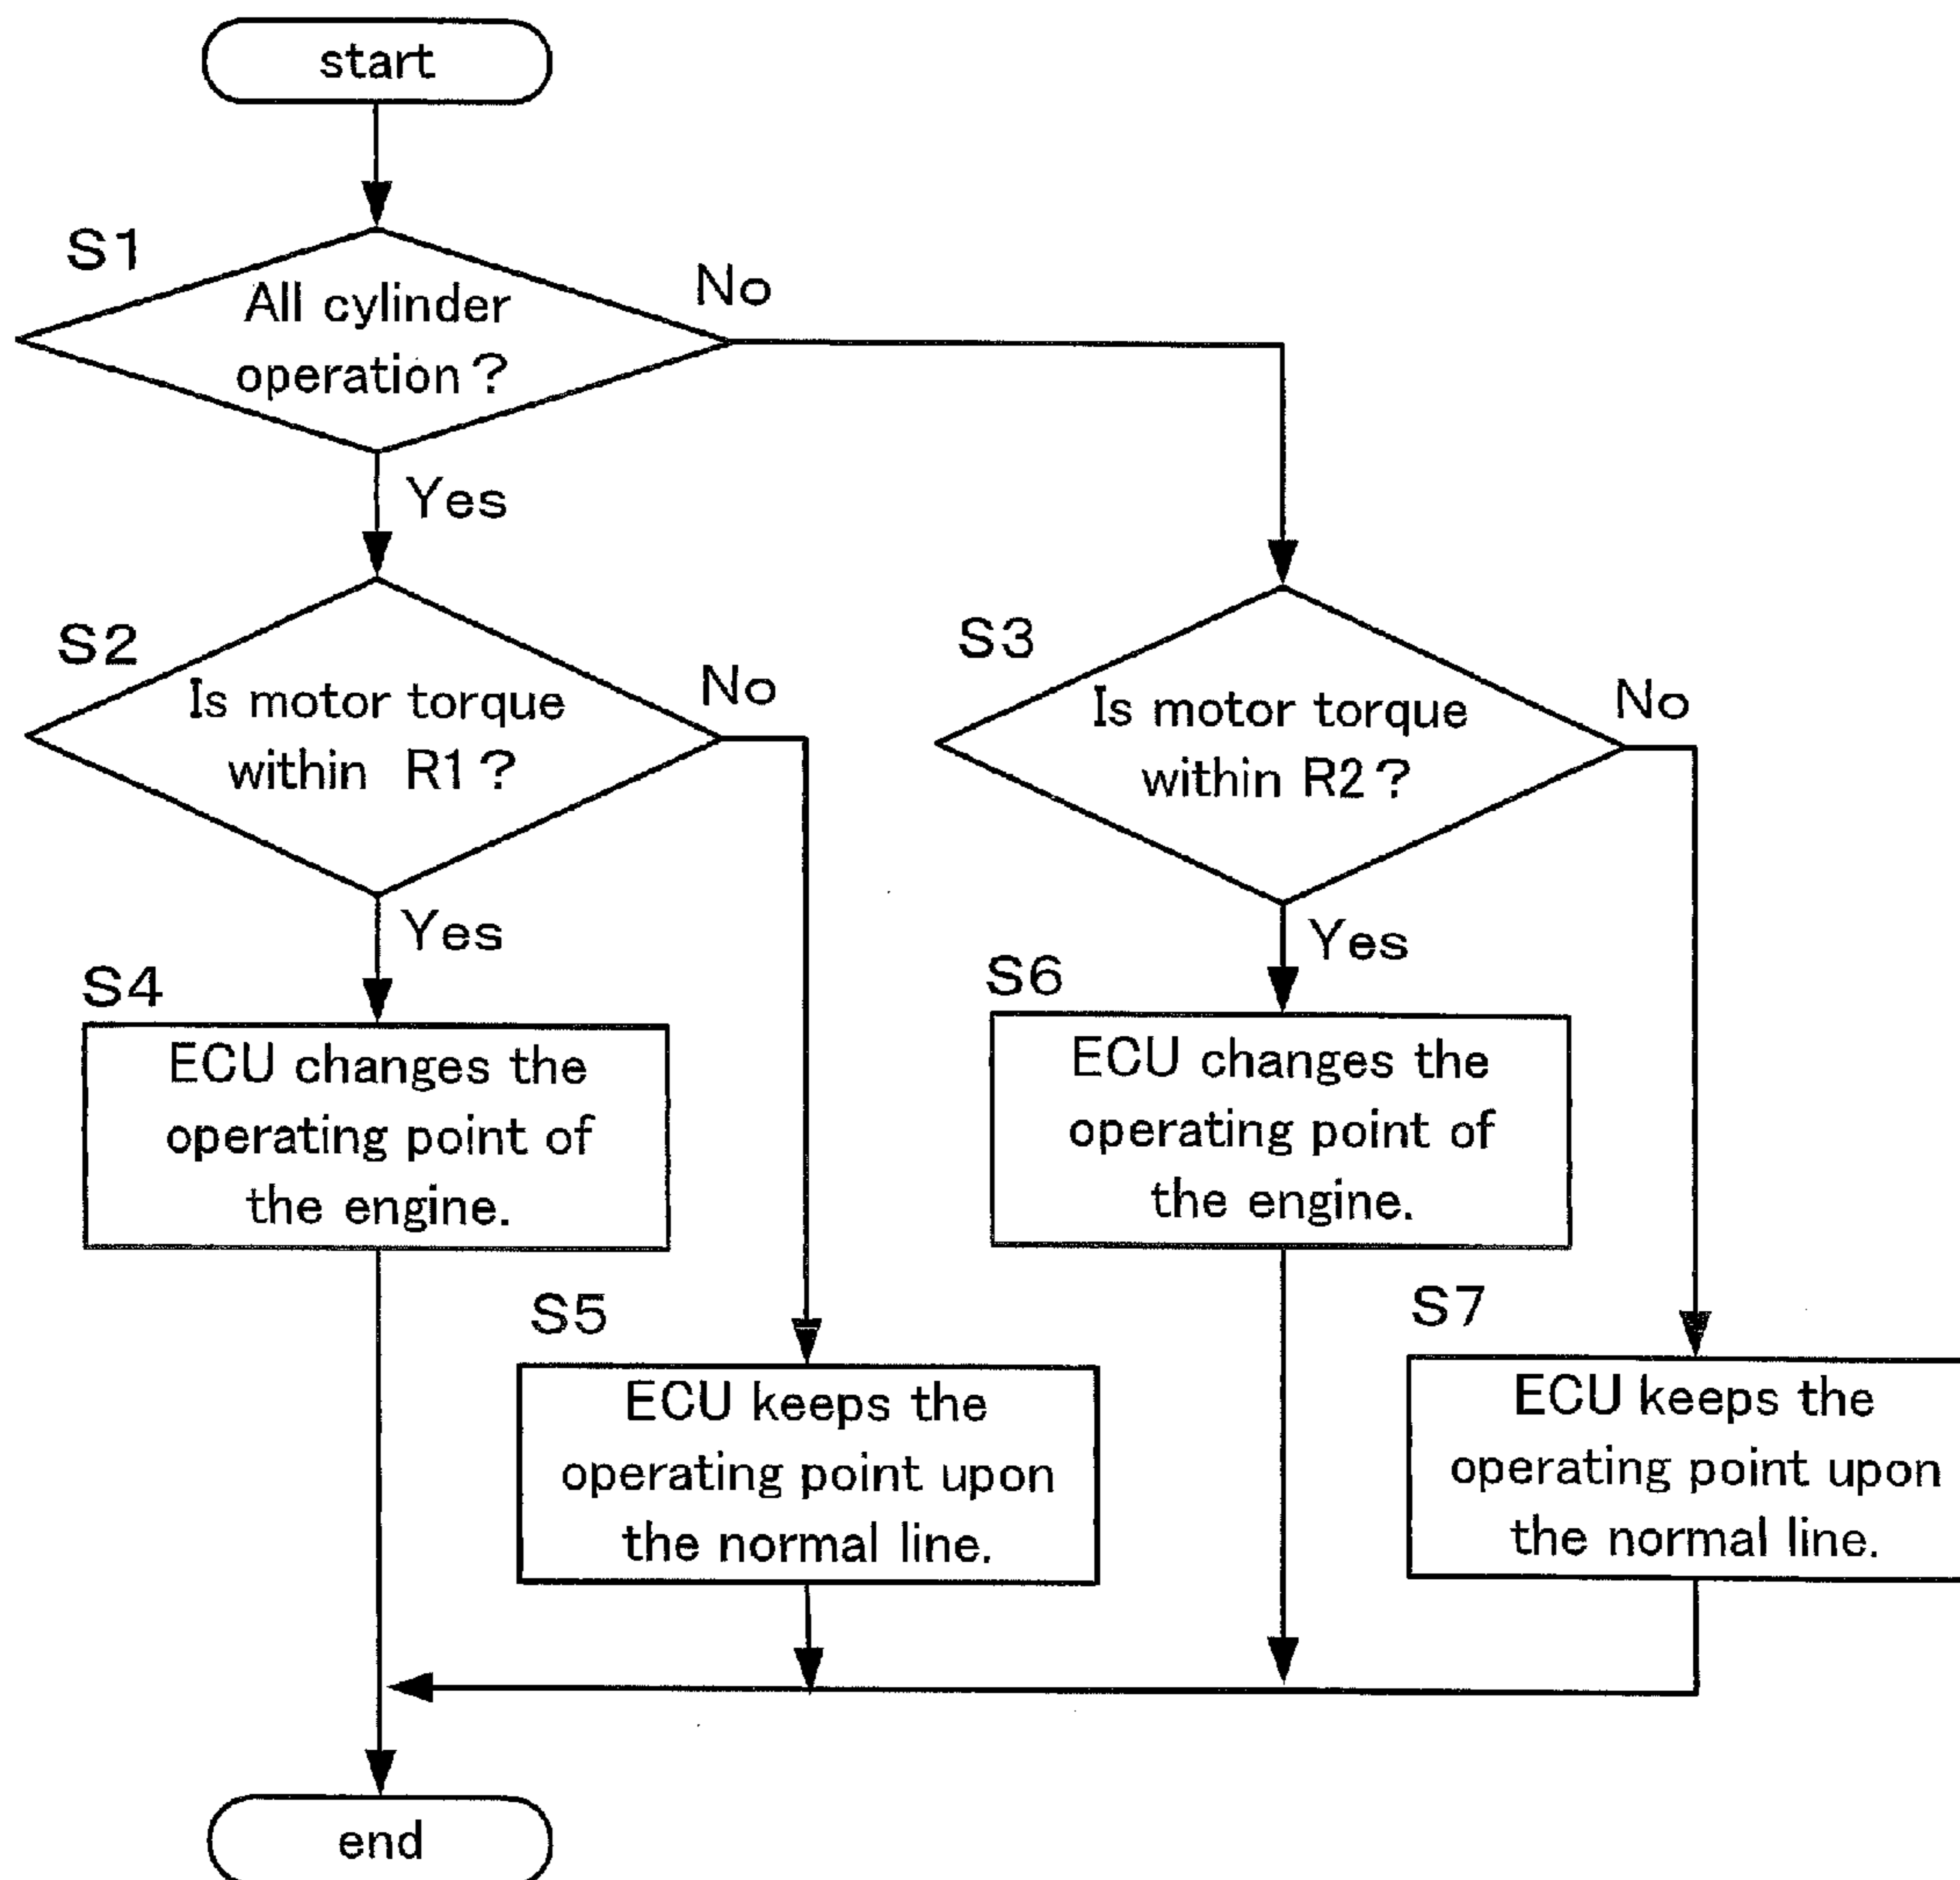 start
S1
All cylinder
operation?
No
Yes
S2
Is motor torque
within R1?
No
Yes
S3
Is motor torque
within R2?
No
Yes
S4
ECU changes the
operating point of
the engine.
S5
ECU keeps the
operating point upon
the normal line.
S6
ECU changes the
operating point of
the engine.
S7
ECU keeps the
operating point upon
the normal line.
end